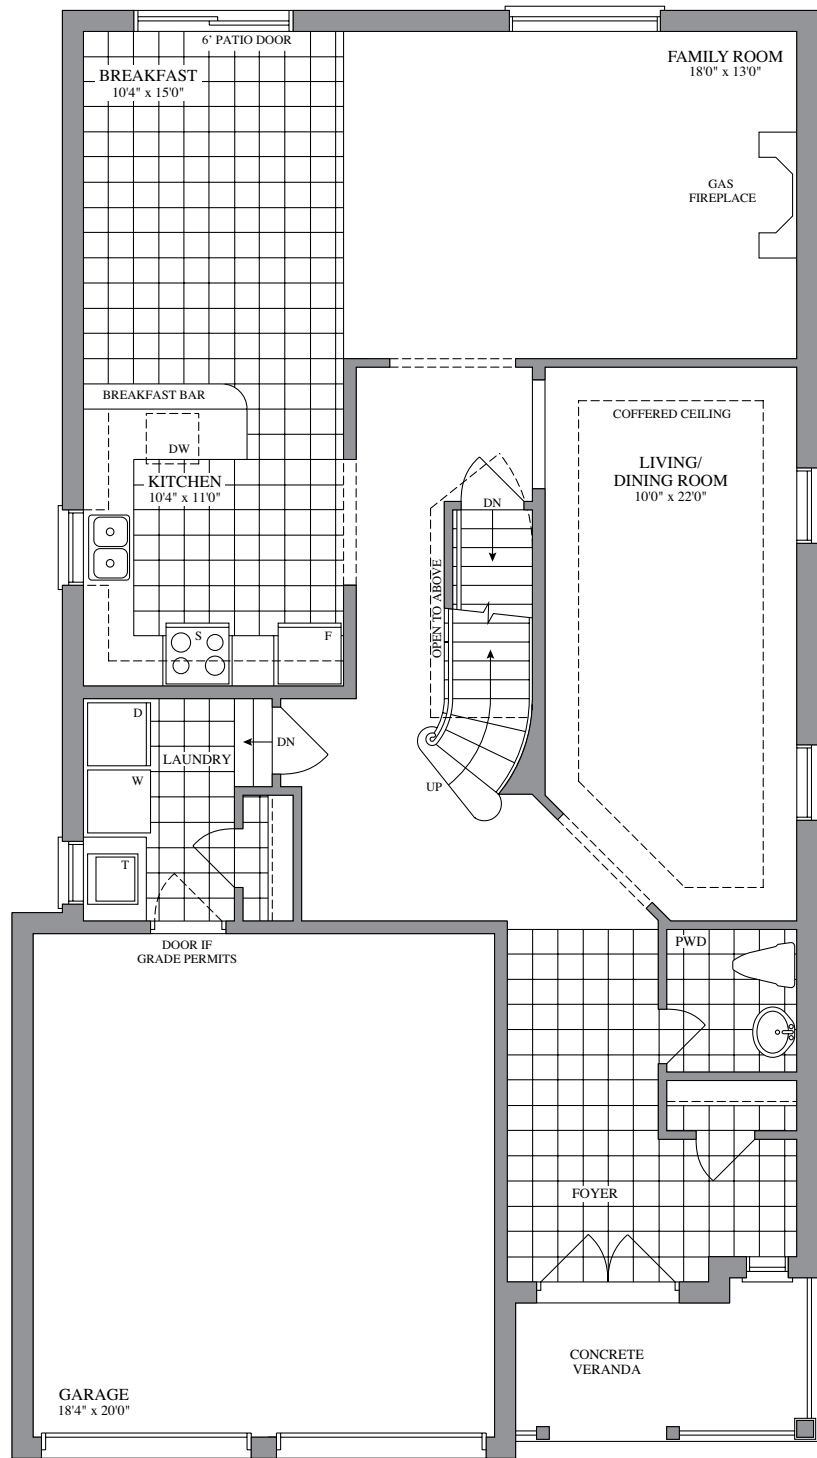 6' PATIO DOOR
BREAKFAST
10'4" x 15'0"
FAMILY ROOM
18'0" x 13'0"
GAS
FIREPLACE
BREAKFAST BAR
DW
KITCHEN
10'4" x 11'0"
S
F
COFFERED CEILING
LIVING/
DINING ROOM
10'0" x 22'0"
DN
OPEN TO ABOVE
UP
D
LAUNDRY
DN
W
T
DOOR IF
GRADE PERMITS
PWD
FOYER
CONCRETE
VERANDA
GARAGE
18'4" x 20'0"